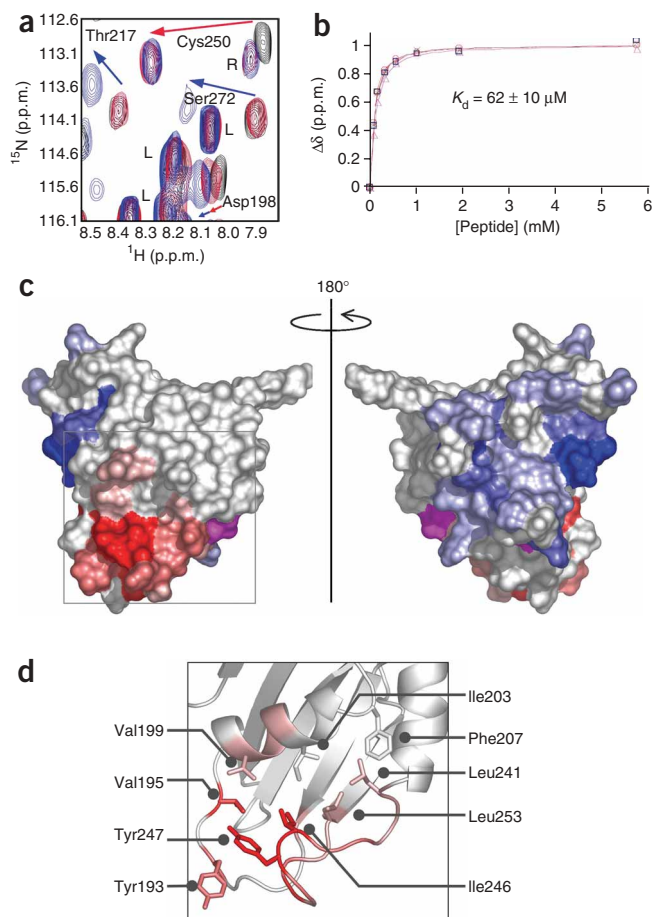 a
112.6
113.1
113.6
114.1
114.6
115.1
115.6
116.1
¹⁵N (p.p.m.)
Thr217
Cys250
R
Ser272
L
L
L
Asp198
8.5 8.4 8.3 8.2 8.1 8.0 7.9
¹H (p.p.m.)
b
1
0.8
0.6
0.4
0.2
0
Δδ (p.p.m.)
Kd = 62 ± 10 μM
0 1 2 3 4 5 6
[Peptide] (mM)
c
180°
d
Val199
Val195
Tyr247
Tyr193
Ile203
Phe207
Leu241
Leu253
Ile246